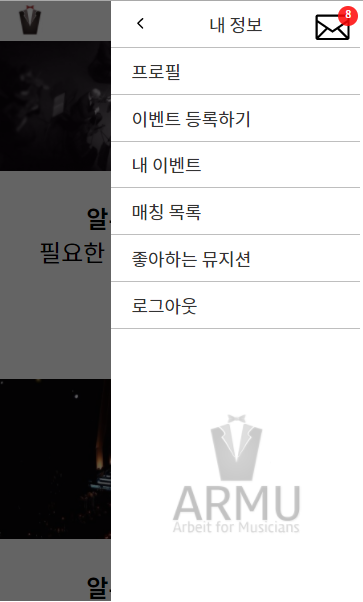 내 정보
8
프로필
이벤트 등록하기
내 이벤트
매칭 목록
좋아하는 뮤지션
로그아웃
알
필요한
ARMU
Arbeit for Musicians
알